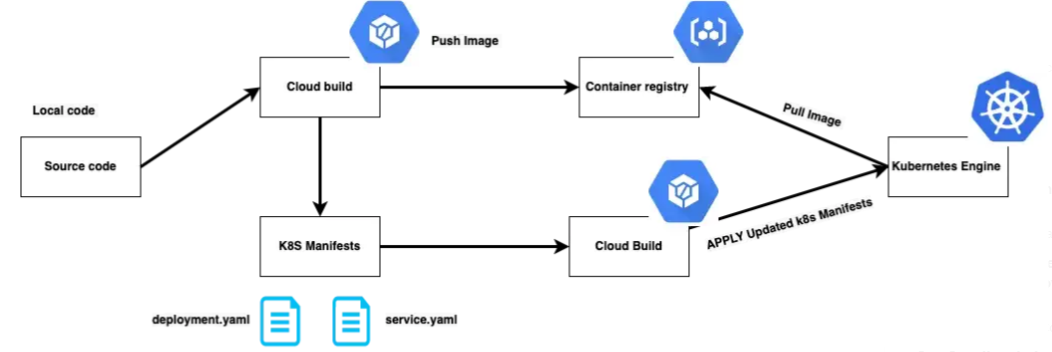 Push Image
Cloud build
Container registry
Local code
Pull Image
Source code
Kubernetes Engine
APPLY Updated k8s Manifests
K8S Manifests
Cloud Build
deployment.yaml
service.yaml